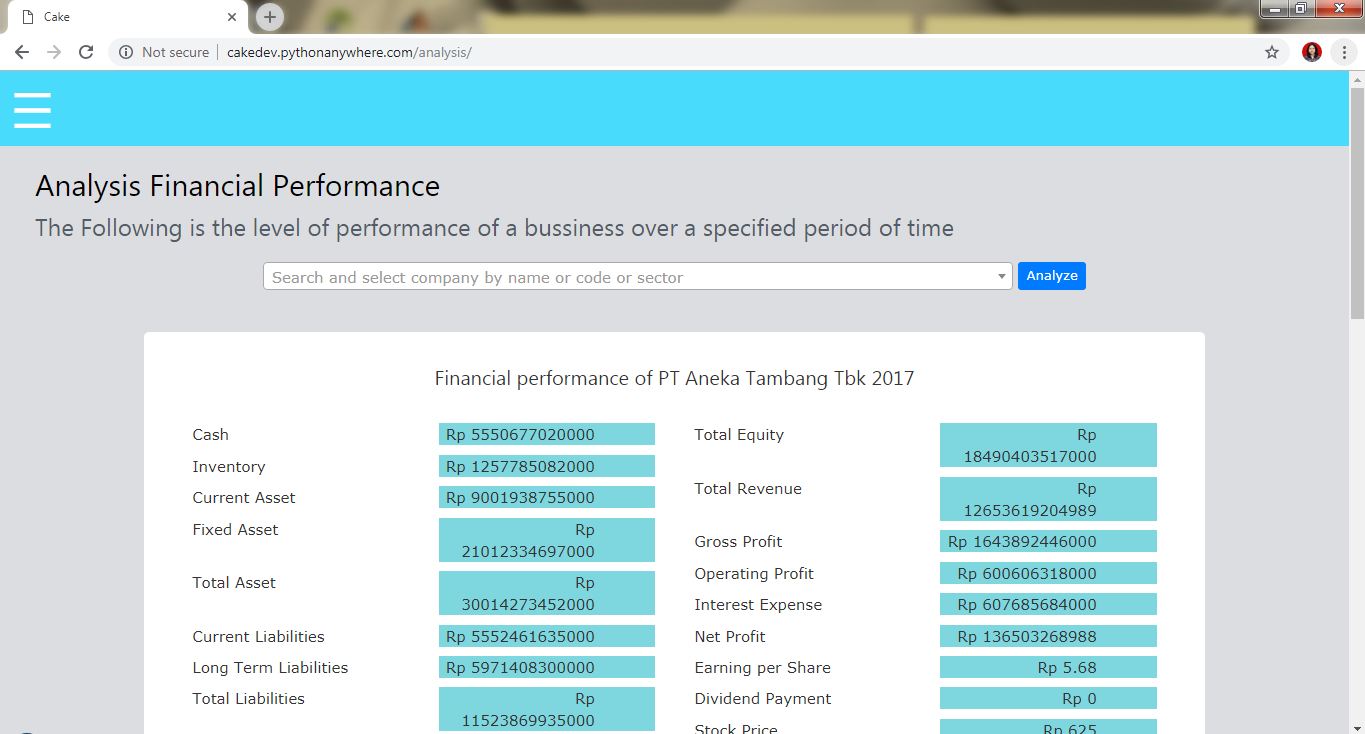 Cake
Not secure
cakedev.pythonanywhere.com/analysis/
Analysis Financial Performance
The Following is the level of performance of a bussiness over a specified period of time
Search and select company by name or code or sector
Analyze
Financial performance of PT Aneka Tambang Tbk 2017
Cash
Rp 5550677020000
Inventory
Rp 1257785082000
Current Asset
Rp 9001938755000
Fixed Asset
Rp
21012334697000
Total Asset
Rp
30014273452000
Current Liabilities
Rp 5552461635000
Long Term Liabilities
Rp 5971408300000
Total Liabilities
Rp
11523869935000
Total Equity
Rp
18490403517000
Total Revenue
Rp
12653619204989
Gross Profit
Rp 1643892446000
Operating Profit
Rp 600606318000
Interest Expense
Rp 607685684000
Net Profit
Rp 136503268988
Earning per Share
Rp 5.68
Dividend Payment
Rp 0
Stock Price
Rp 625